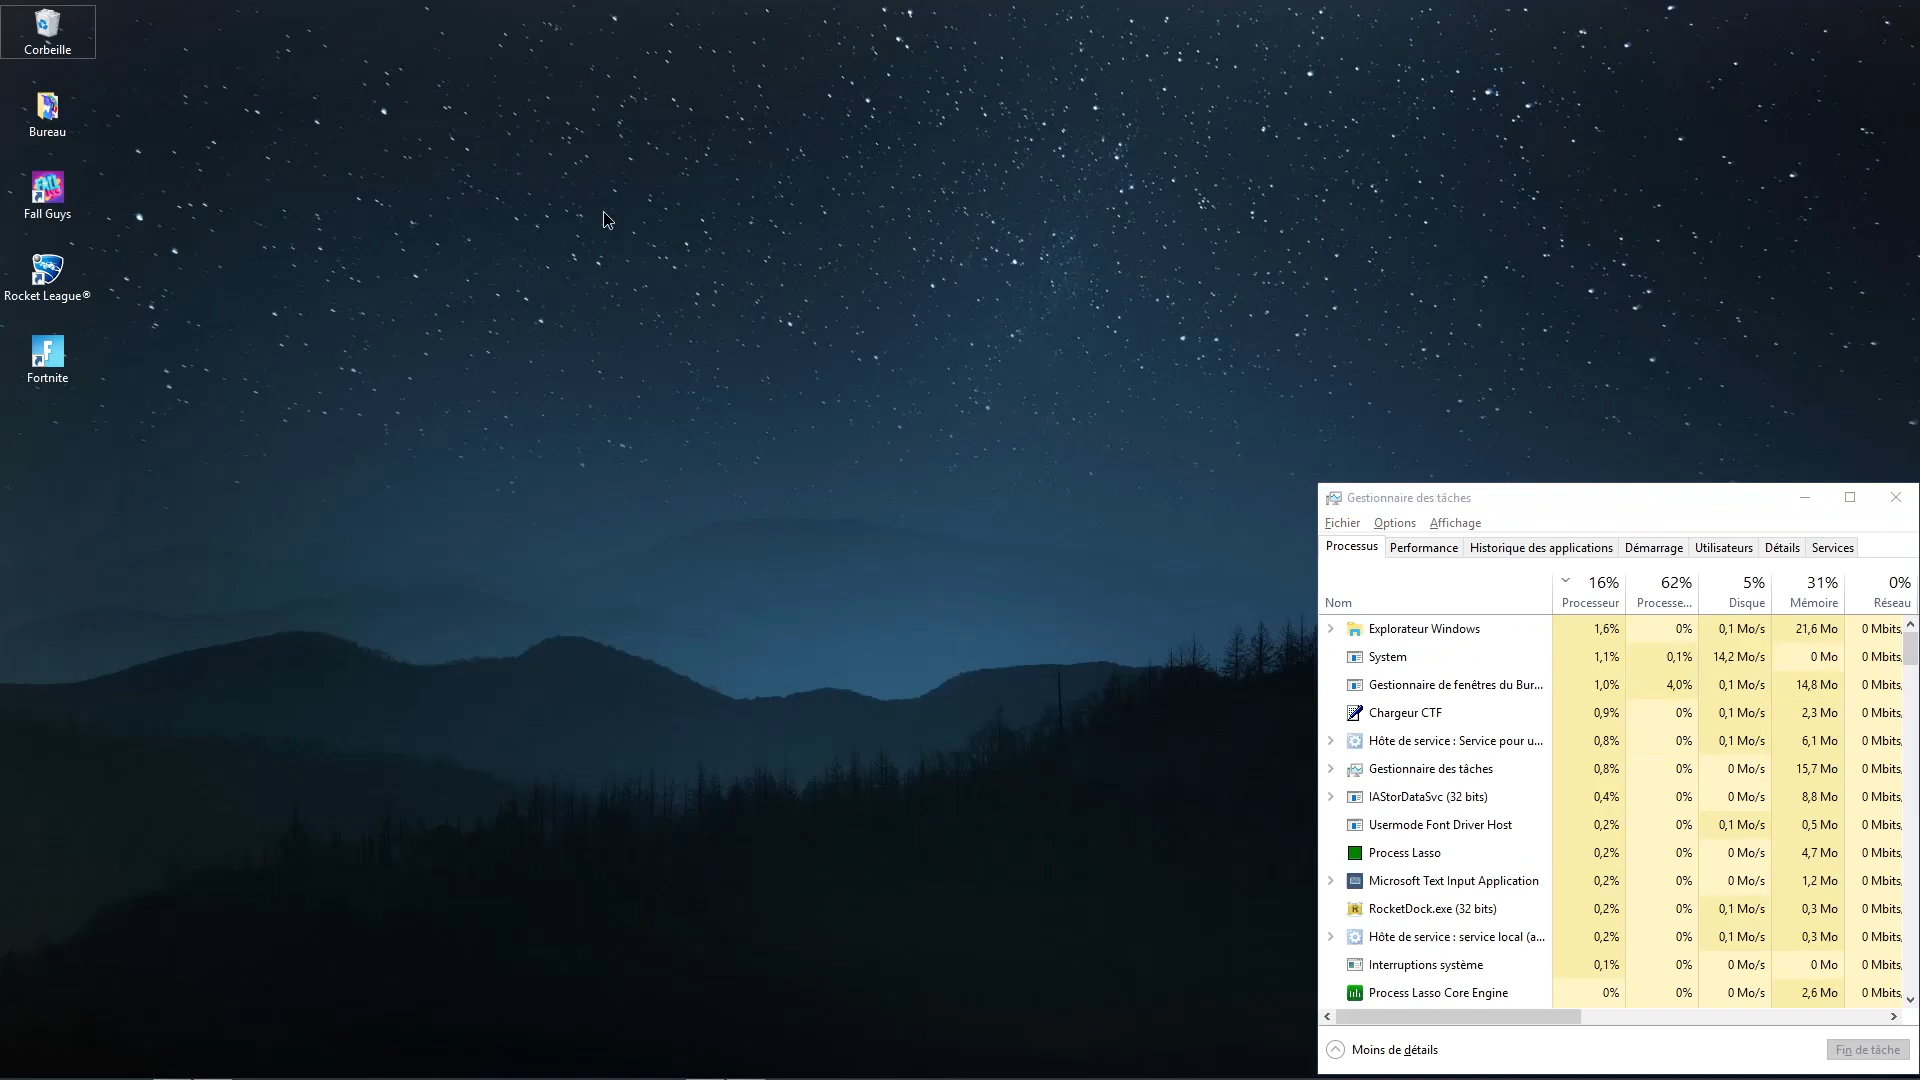 Corbeille
Bureau
Fall Guys
Rocket League®
Fortnite
Gestionnaire des tâches
Fichier Options Affichage
Processus Performance Historique des applications Démarrage Utilisateurs Détails Services
16% 62% 5% 31% 0%
Nom Processeur Processe... Disque Mémoire Réseau
Explorateur Windows 1,6% 0% 0,1 Mo/s 21,6 Mo 0 Mbits
System 1,1% 0,1% 14,2 Mo/s 0 Mo 0 Mbits
Gestionnaire de fenêtres du Bur... 1,0% 4,0% 0,1 Mo/s 14,8 Mo 0 Mbits
Chargeur CTF 0,9% 0% 0,1 Mo/s 2,3 Mo 0 Mbits
Hôte de service : Service pour u... 0,8% 0% 0,1 Mo/s 6,1 Mo 0 Mbits
Gestionnaire des tâches 0,8% 0% 0 Mo/s 15,7 Mo 0 Mbits
IAStorDataSvc (32 bits) 0,4% 0% 0 Mo/s 8,8 Mo 0 Mbits
Usermode Font Driver Host 0,2% 0% 0,1 Mo/s 0,5 Mo 0 Mbits
Process Lasso 0,2% 0% 0 Mo/s 4,7 Mo 0 Mbits
Microsoft Text Input Application 0,2% 0% 0 Mo/s 1,2 Mo 0 Mbits
RocketDock.exe (32 bits) 0,2% 0% 0,1 Mo/s 0,3 Mo 0 Mbits
Hôte de service : service local (a... 0,2% 0% 0,1 Mo/s 0,3 Mo 0 Mbits
Interruptions système 0,1% 0% 0 Mo/s 0 Mo 0 Mbits
Process Lasso Core Engine 0% 0% 0 Mo/s 2,6 Mo 0 Mbits
Moins de détails Fin de tâche